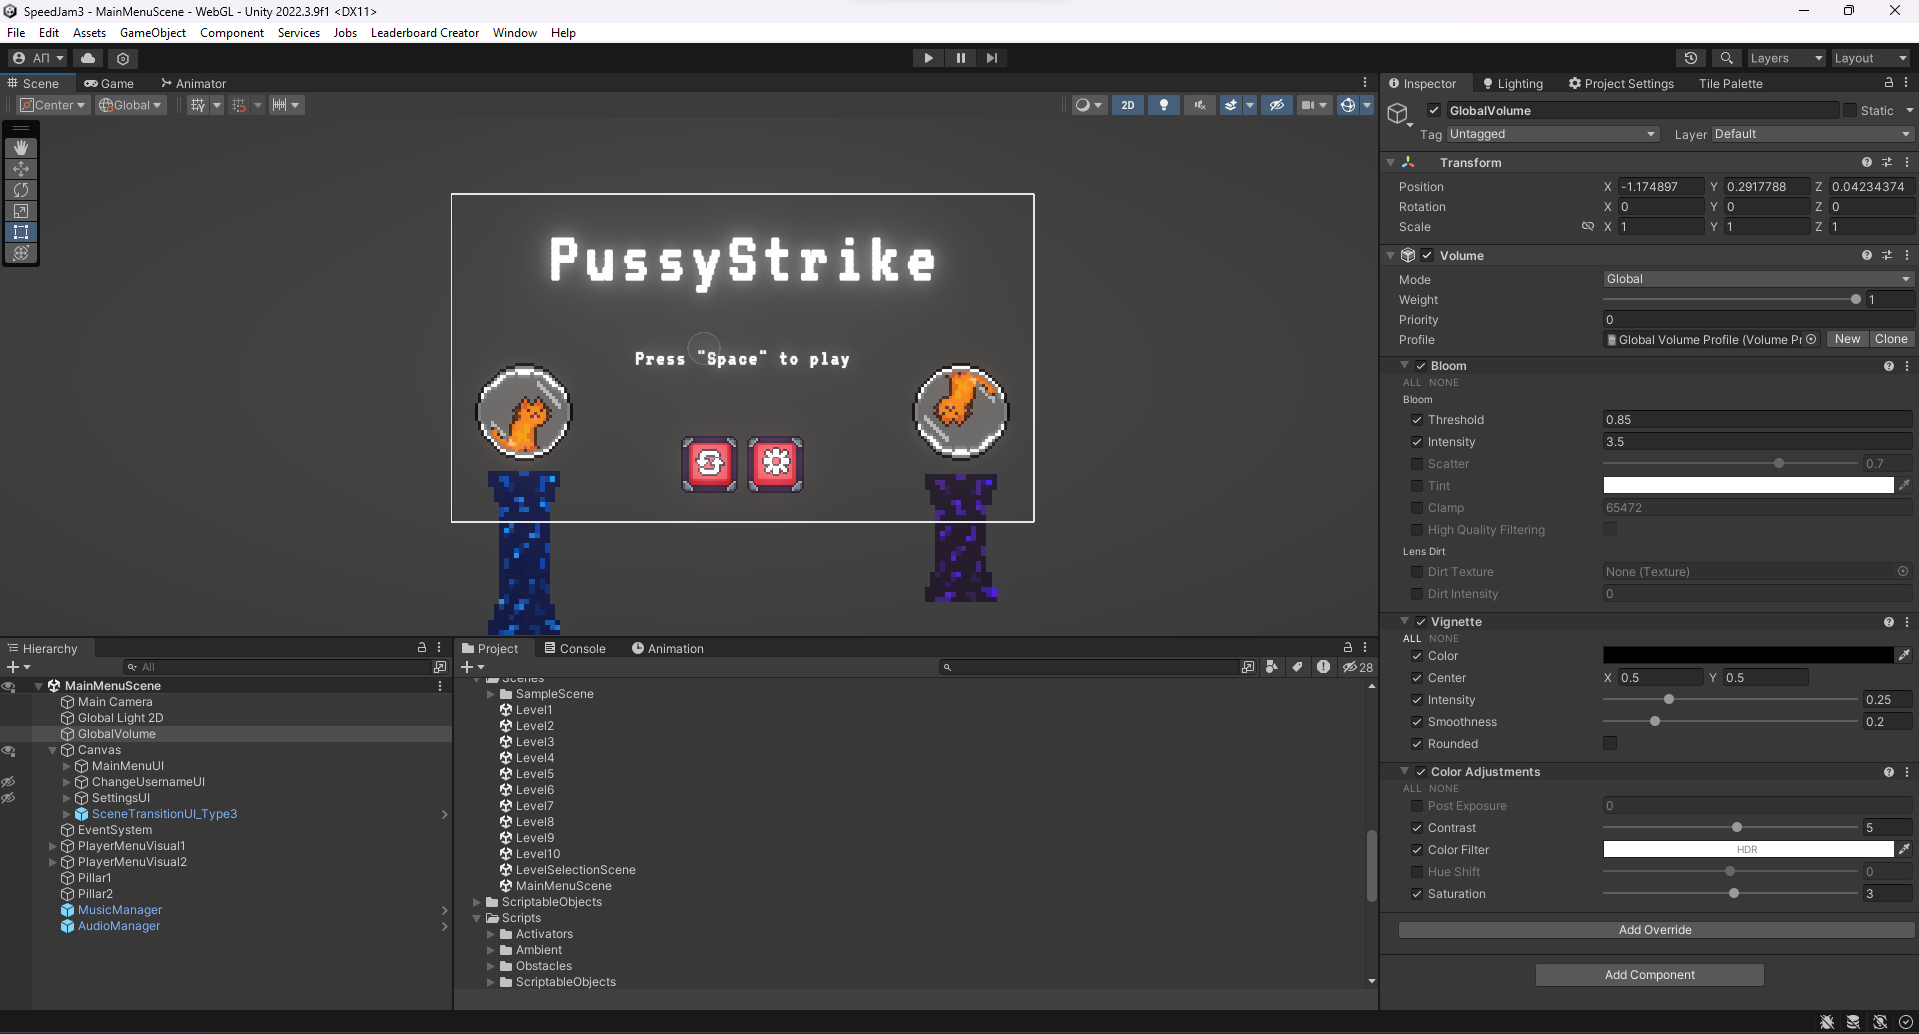 SpeedJam3 - MainMenuScene - WebGL - Unity 2022.3.9f1 <DX11>
File Edit Assets GameObject Component Services Jobs Leaderboard Creator Window Help
АП Layers Layout
Scene Game Animator
Center Global 2D
PussyStrike
Press "Space" to play
Hierarchy
All
MainMenuScene
Main Camera
Global Light 2D
GlobalVolume
Canvas
MainMenuUI
ChangeUsernameUI
SettingsUI
SceneTransitionUI_Type3
EventSystem
PlayerMenuVisual1
PlayerMenuVisual2
Pillar1
Pillar2
MusicManager
AudioManager
Project Console Animation
28
Scenes
SampleScene
Level1
Level2
Level3
Level4
Level5
Level6
Level7
Level8
Level9
Level10
LevelSelectionScene
MainMenuScene
ScriptableObjects
Scripts
Activators
Ambient
Obstacles
ScriptableObjects
Inspector Lighting Project Settings Tile Palette
GlobalVolume Static
Tag Untagged Layer Default
Transform
Position X -1.174897 Y 0.2917788 Z 0.04234374
Rotation X 0 Y 0 Z 0
Scale X 1 Y 1 Z 1
Volume
Mode Global
Weight 1
Priority 0
Profile Global Volume Profile (Volume Pr New Clone
Bloom
ALL NONE
Bloom
Threshold 0.85
Intensity 3.5
Scatter 0.7
Tint
Clamp 65472
High Quality Filtering
Lens Dirt
Dirt Texture None (Texture)
Dirt Intensity 0
Vignette
ALL NONE
Color
Center X 0.5 Y 0.5
Intensity 0.25
Smoothness 0.2
Rounded
Color Adjustments
ALL NONE
Post Exposure 0
Contrast 5
Color Filter HDR
Hue Shift 0
Saturation 3
Add Override
Add Component